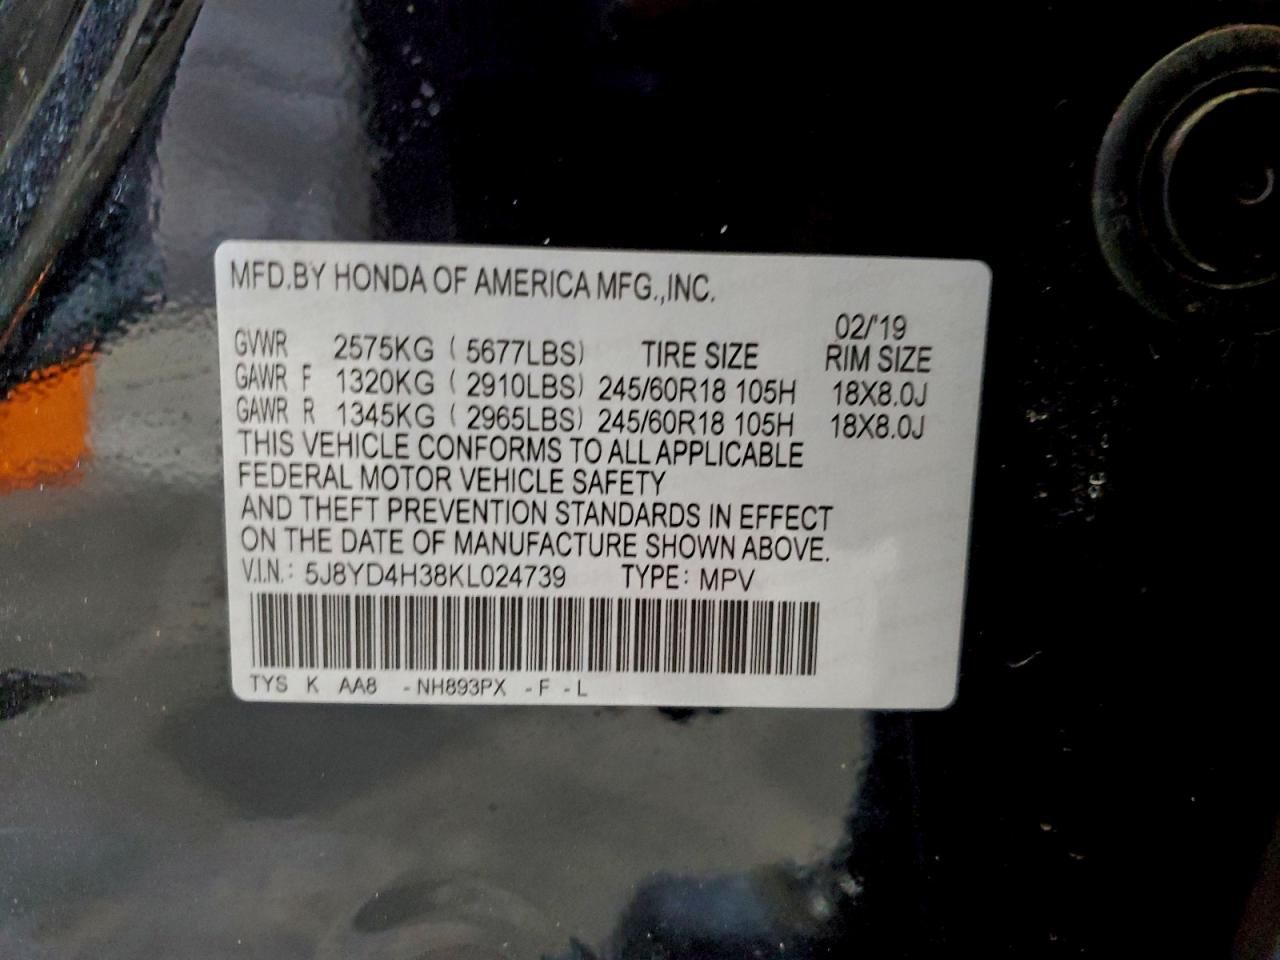 MFD.BY HONDA OF AMERICA MFG.,INC.
02/'19
GVWR 2575KG ( 5677LBS) TIRE SIZE RIM SIZE
GAWR F 1320KG ( 2910LBS) 245/60R18 105H 18X8.0J
GAWR R 1345KG ( 2965LBS) 245/60R18 105H 18X8.0J
THIS VEHICLE CONFORMS TO ALL APPLICABLE
FEDERAL MOTOR VEHICLE SAFETY
AND THEFT PREVENTION STANDARDS IN EFFECT
ON THE DATE OF MANUFACTURE SHOWN ABOVE.
V.I.N.: 5J8YD4H38KL024739 TYPE: MPV
TYS K AA8 -NH893PX -F -L